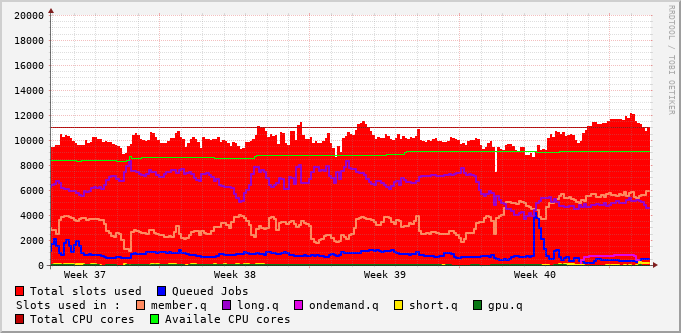 20000
18000
16000
14000
12000
10000
8000
6000
4000
2000
0
Week 37 Week 38 Week 39 Week 40
RRDTOOL / TOBI OETIKER
Total slots used Queued Jobs
Slots used in : member.q long.q ondemand.q short.q gpu.q
Total CPU cores Availale CPU cores